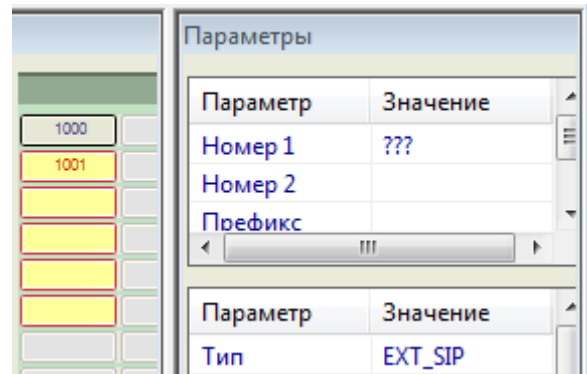 Параметры
Параметр Значение
1000
Номер 1 ???
1001
Номер 2
Префикс
Параметр Значение
Тип EXT_SIP